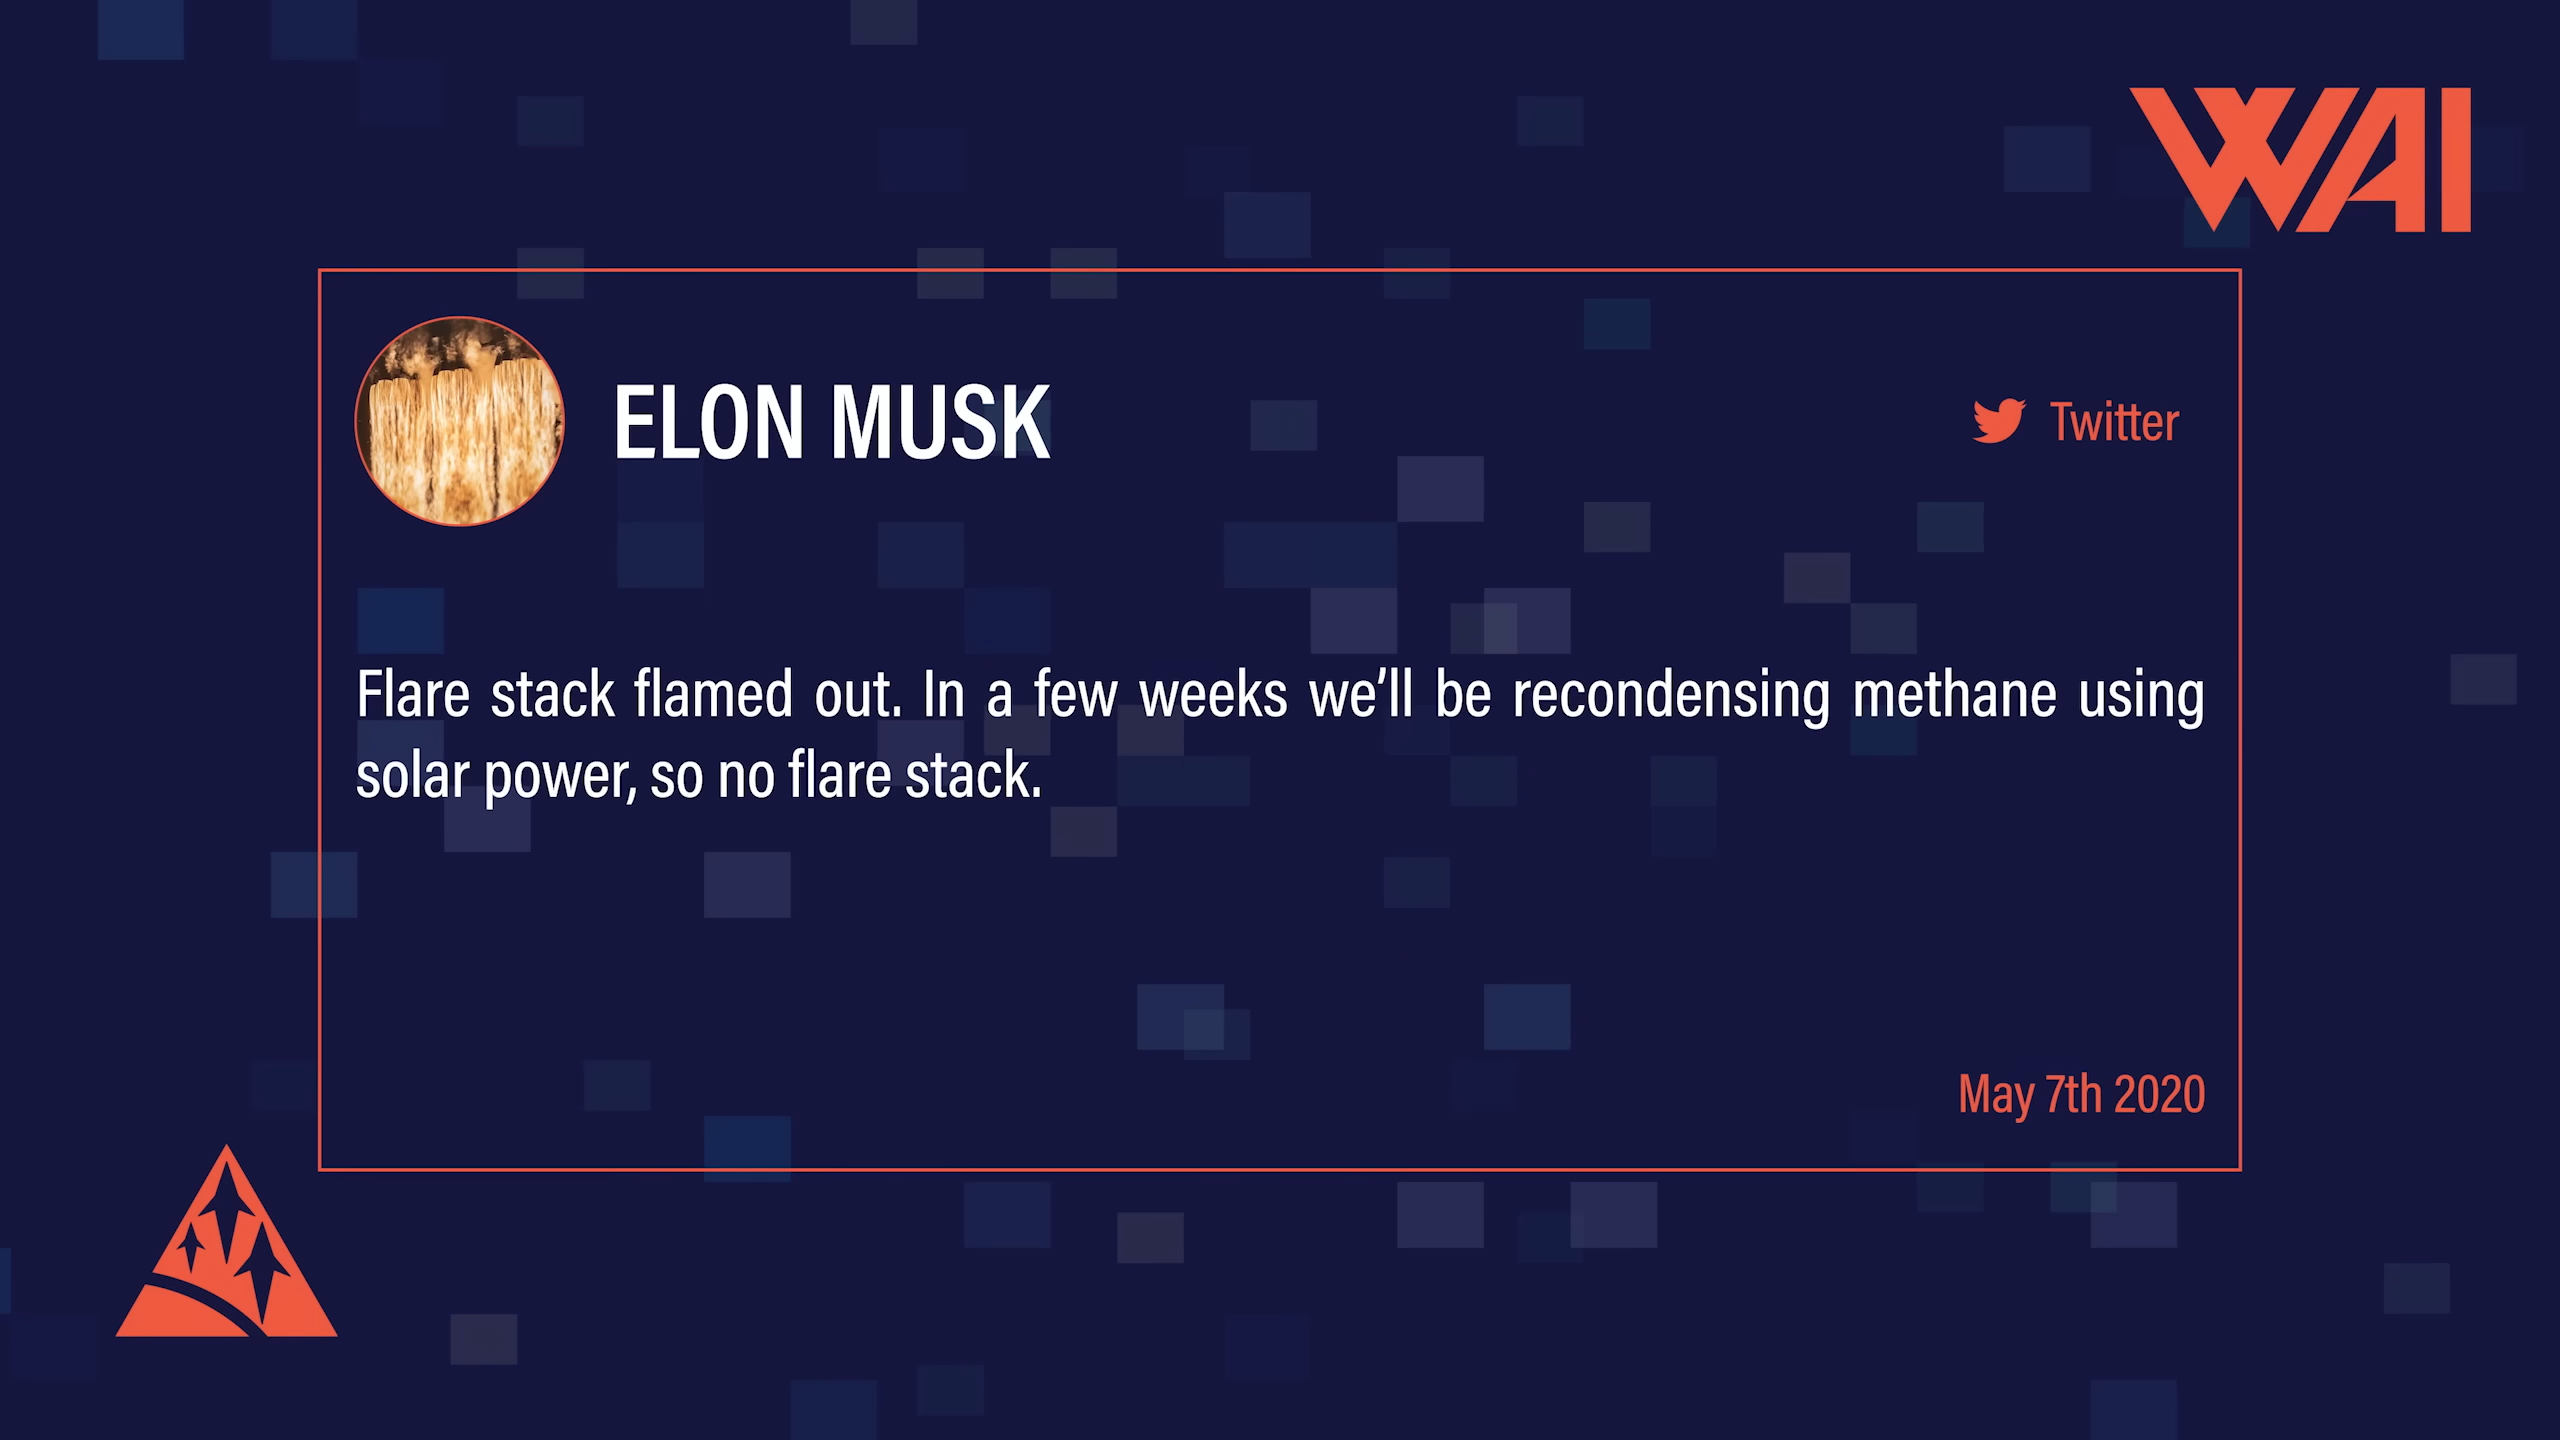 WAI
ELON MUSK
Twitter
Flare stack flamed out. In a few weeks we’ll be recondensing methane using
solar power, so no flare stack.
May 7th 2020